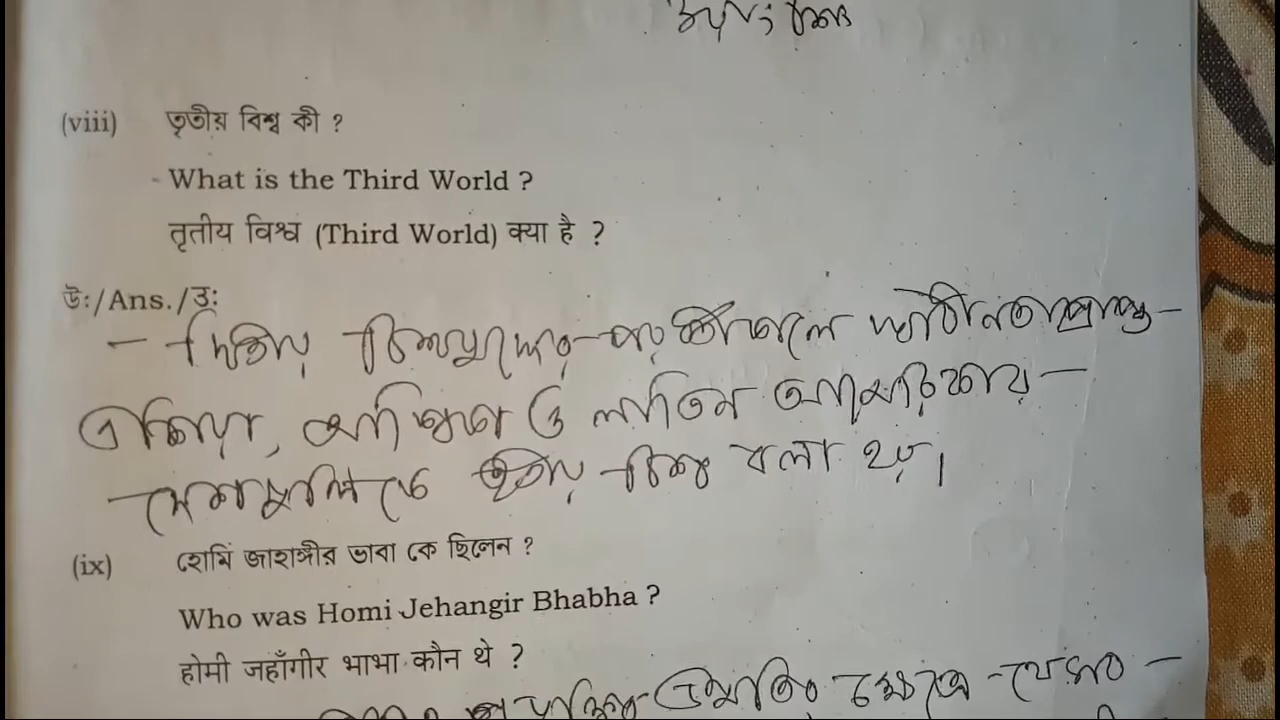 (viii) তৃতীয় বিশ্ব কী ?
What is the Third World ?
तृतीय विश्व (Third World) क्या है ?
উঃ/Ans./उः
– দ্বিতীয় বিশ্বযুদ্ধের পরবর্তীকালে স্বাধীনতাপ্রাপ্ত –
এশিয়া, আফ্রিকা ও লাতিন আমেরিকার –
দেশগুলিকে তৃতীয় বিশ্ব বলা হয়।
(ix) হোমি জাহাঙ্গীর ভাবা কে ছিলেন ?
Who was Homi Jehangir Bhabha ?
होमी जहाँगीर भाभा कौन थे ?